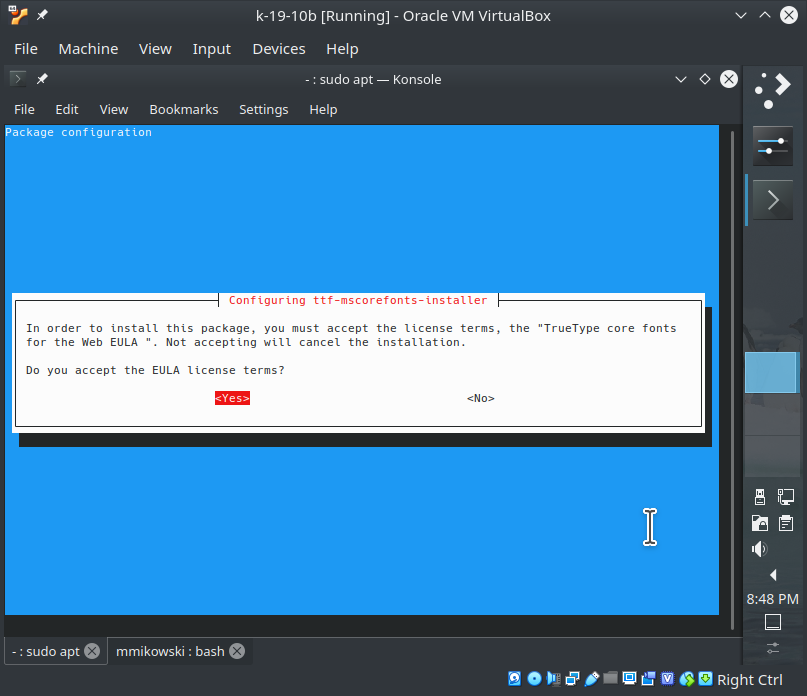 k-19-10b [Running] - Oracle VM VirtualBox
File Machine View Input Devices Help
- : sudo apt — Konsole
File Edit View Bookmarks Settings Help
Package configuration
Configuring ttf-mscorefonts-installer
In order to install this package, you must accept the license terms, the "TrueType core fonts
for the Web EULA ". Not accepting will cancel the installation.
Do you accept the EULA license terms?
<Yes> <No>
8:48 PM
- : sudo apt mmikowski : bash
Right Ctrl